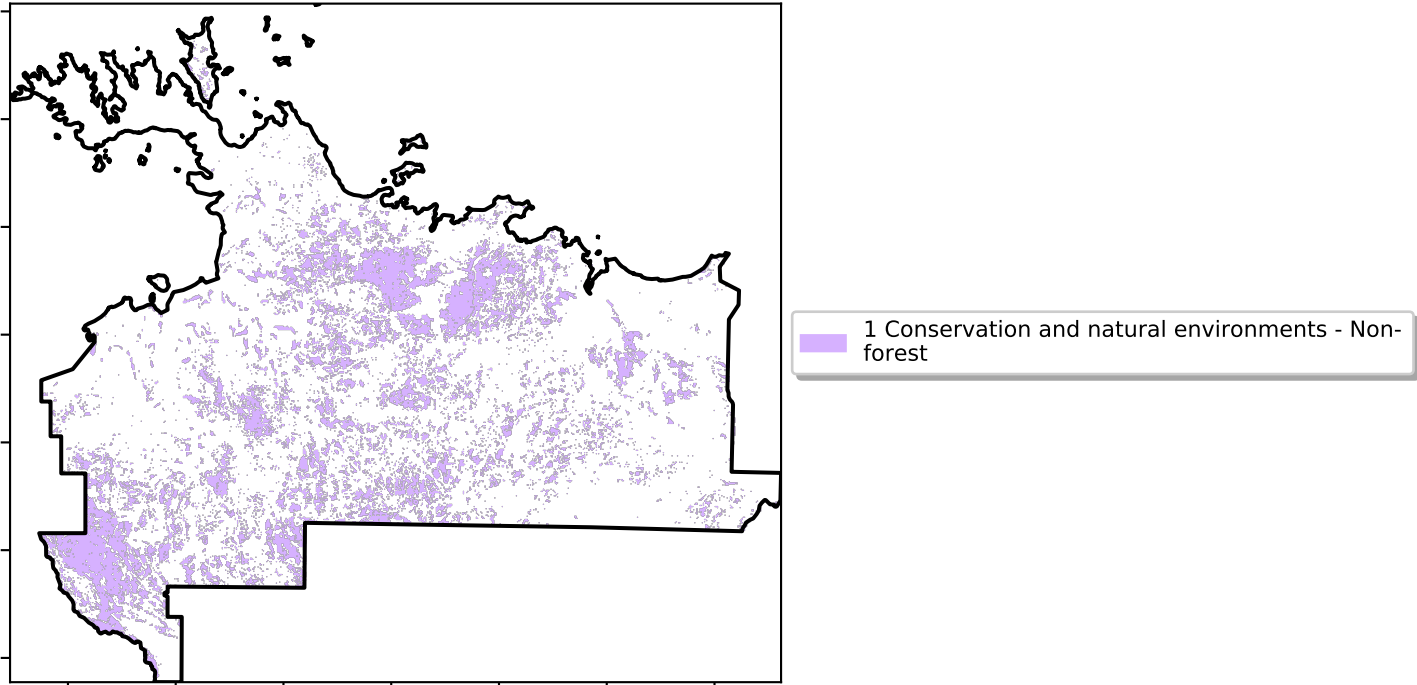 1 Conservation and natural environments - Non-
forest